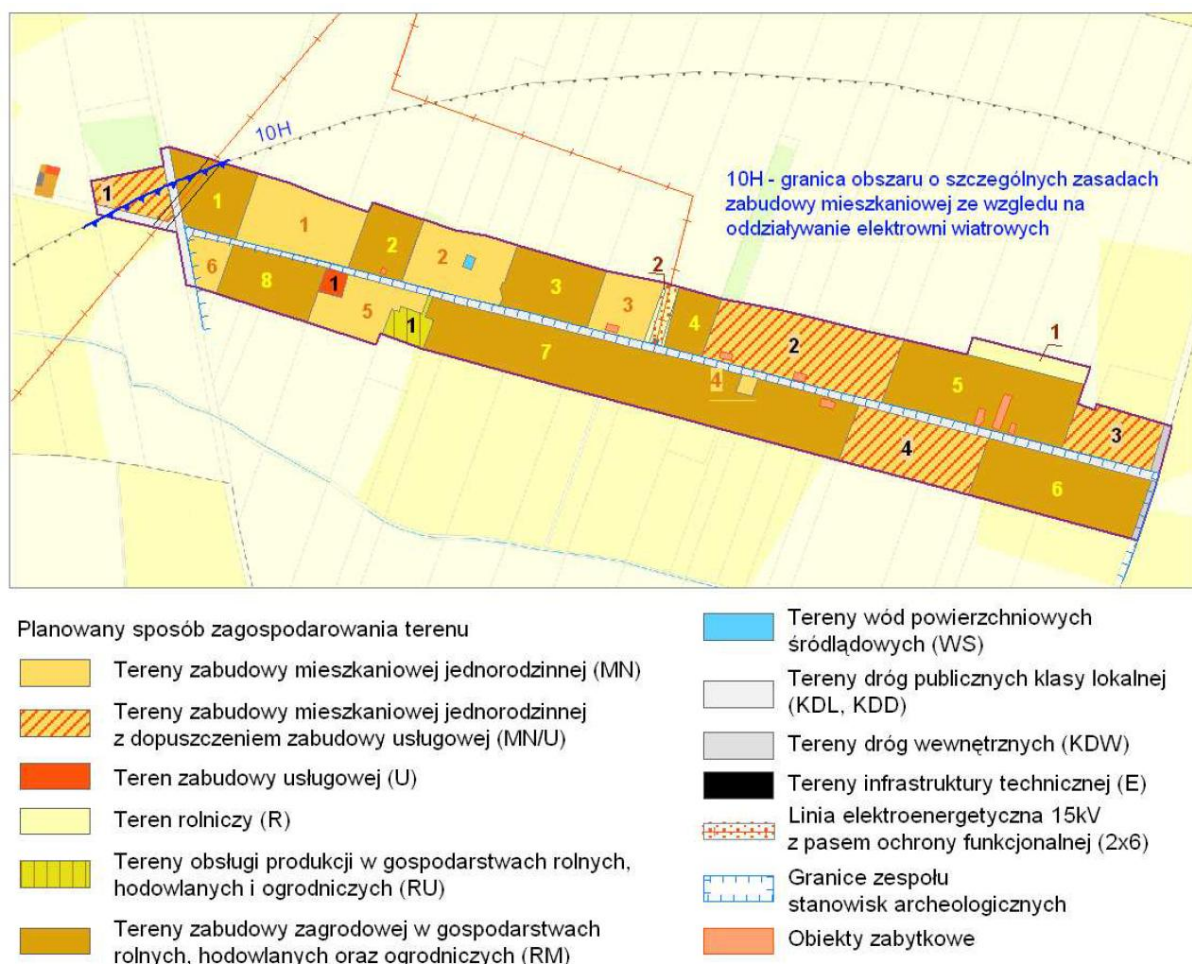 10H
10H - granica obszaru o szczególnych zasadach
zabudowy mieszkaniowej ze względu na
oddziaływanie elektrowni wiatrowych
1
1
1
2
2
3
3
2
4
2
5
1
3
6
8
1
5
1
7
4
4
6
Planowany sposób zagospodarowania terenu
Tereny zabudowy mieszkaniowej jednorodzinnej (MN)
Tereny zabudowy mieszkaniowej jednorodzinnej
z dopuszczeniem zabudowy usługowej (MN/U)
Teren zabudowy usługowej (U)
Teren rolniczy (R)
Tereny obsługi produkcji w gospodarstwach rolnych,
hodowlanych i ogrodniczych (RU)
Tereny zabudowy zagrodowej w gospodarstwach
rolnych, hodowlanych oraz ogrodniczych (RM)
Tereny wód powierzchniowych
śródlądowych (WS)
Tereny dróg publicznych klasy lokalnej
(KDL, KDD)
Tereny dróg wewnętrznych (KDW)
Tereny infrastruktury technicznej (E)
Linia elektroenergetyczna 15kV
z pasem ochrony funkcjonalnej (2x6)
Granice zespołu
stanowisk archeologicznych
Obiekty zabytkowe